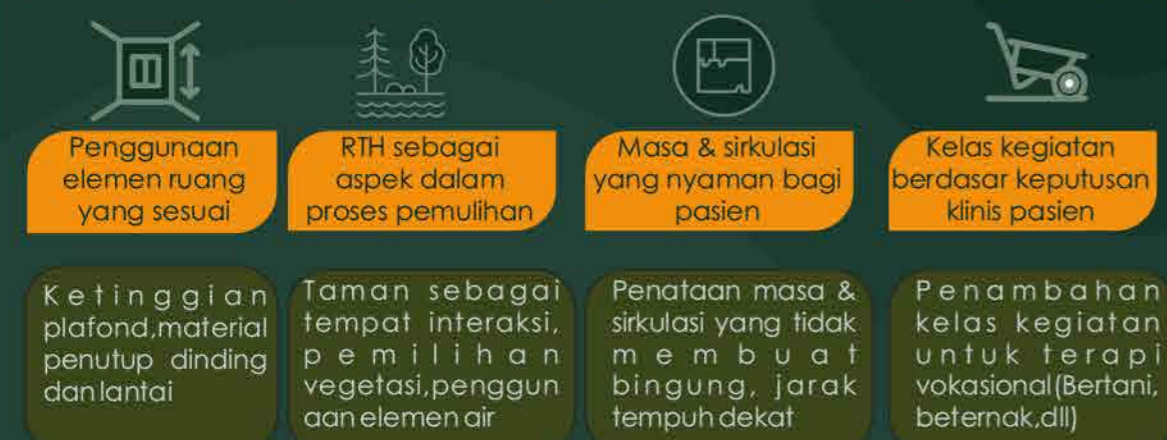 Penggunaan
elemen ruang
yang sesuai
RTH sebagai
aspek dalam
proses pemulihan
Masa & sirkulasi
yang nyaman bagi
pasien
Kelas kegiatan
berdasar keputusan
klinis pasien
Ketinggian
plafond,material
penutup dinding
dan lantai
Taman sebagai
tempat interaksi,
pemilihan
vegetasi,penggun
aan elemen air
Penataan masa &
sirkulasi yang tidak
membuat
bingung, jarak
tempuh dekat
Penambahan
kelas kegiatan
untuk terapi
vokasional(Bertani,
beternak,dll)